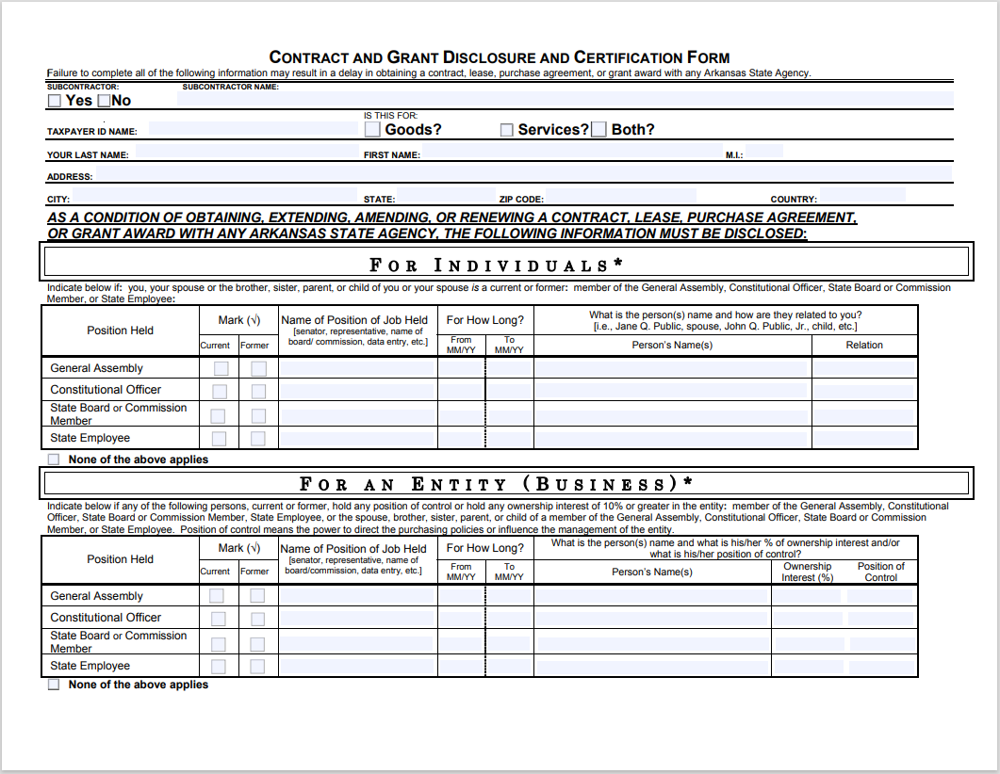 CONTRACT AND GRANT DISCLOSURE AND CERTIFICATION FORM
Failure to complete all of the following information may result in a delay in obtaining a contract, lease, purchase agreement, or grant award with any Arkansas State Agency.
SUBCONTRACTOR: SUBCONTRACTOR NAME:
Yes No
IS THIS FOR:
TAXPAYER ID NAME: Goods? Services? Both?
YOUR LAST NAME: FIRST NAME: M.I.:
ADDRESS:
CITY: STATE: ZIP CODE: COUNTRY:
AS A CONDITION OF OBTAINING, EXTENDING, AMENDING, OR RENEWING A CONTRACT, LEASE, PURCHASE AGREEMENT,
OR GRANT AWARD WITH ANY ARKANSAS STATE AGENCY, THE FOLLOWING INFORMATION MUST BE DISCLOSED:
FOR INDIVIDUALS*
Indicate below if: you, your spouse or the brother, sister, parent, or child of you or your spouse is a current or former: member of the General Assembly, Constitutional Officer, State Board or Commission
Member, or State Employee:
Position Held
Mark (√)
Current Former
Name of Position of Job Held
[senator, representative, name of
board/ commission, data entry, etc.]
For How Long?
From
MM/YY
To
MM/YY
What is the person(s) name and how are they related to you?
[i.e., Jane Q. Public, spouse, John Q. Public, Jr., child, etc.]
Person's Name(s) Relation
General Assembly
Constitutional Officer
State Board or Commission
Member
State Employee
None of the above applies
FOR AN ENTITY (BUSINESS)*
Indicate below if any of the following persons, current or former, hold any position of control or hold any ownership interest of 10% or greater in the entity: member of the General Assembly, Constitutional
Officer, State Board or Commission Member, State Employee, or the spouse, brother, sister, parent, or child of a member of the General Assembly, Constitutional Officer, State Board or Commission
Member, or State Employee. Position of control means the power to direct the purchasing policies or influence the management of the entity.
Position Held
Mark (√)
Current Former
Name of Position of Job Held
[senator, representative, name of
board/commission, data entry, etc.]
For How Long?
From
MM/YY
To
MM/YY
What is the person(s) name and what is his/her % of ownership interest and/or
what is his/her position of control?
Person's Name(s)
Ownership
Interest (%)
Position of
Control
General Assembly
Constitutional Officer
State Board or Commission
Member
State Employee
None of the above applies